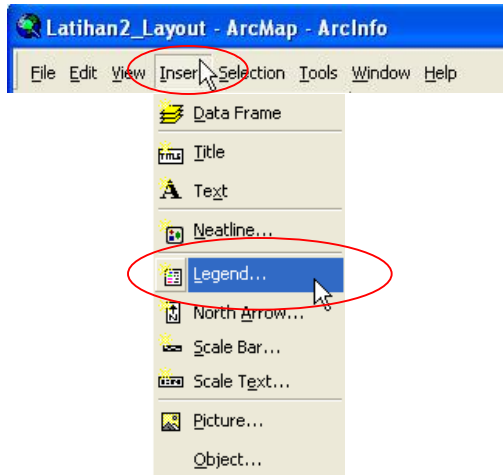 Latihan2_Layout - ArcMap - ArcInfo
File Edit View Inser Selection Tools Window Help
Data Frame
Title
Text
Neatline...
Legend...
North Arrow...
Scale Bar...
Scale Text...
Picture...
Object...